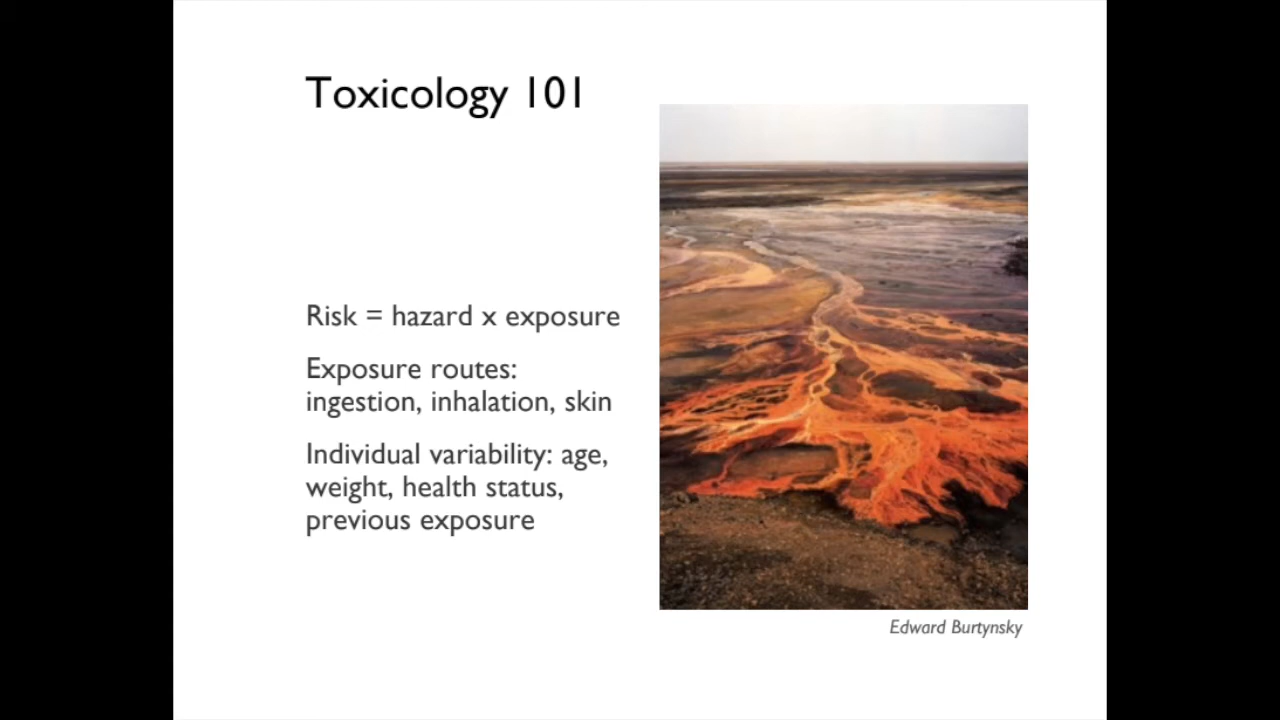 Toxicology 101
Risk = hazard x exposure
Exposure routes:
ingestion, inhalation, skin
Individual variability: age,
weight, health status,
previous exposure
Edward Burtynsky